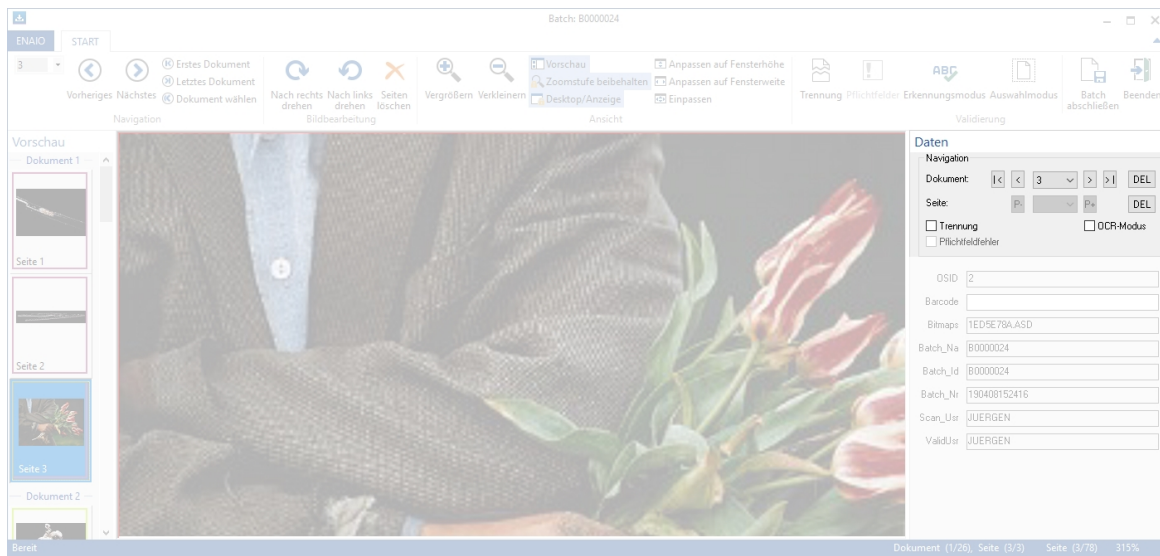 Batch: B0000024
ENAIO START
3
Vorheriges Nächstes
Erstes Dokument
Letztes Dokument
Dokument wählen
Navigation
Nach rechts drehen
Nach links drehen
Seiten löschen
Bildbearbeitung
Vergrößern Verkleinern
Vorschau
Zoomstufe beibehalten
Desktop/Anzeige
Anpassen auf Fensterhöhe
Anpassen auf Fensterweite
Einpassen
Ansicht
Trennung Pflichtfelder
ABC
Erkennungsmodus Auswahlmodus
Batch abschließen
Beenden
Validierung
Vorschau
Dokument 1
Seite 1
Seite 2
Seite 3
Dokument 2
Daten
Navigation
Dokument: |< < 3 > >| DEL
Seite: P- P+ DEL
Trennung OCR-Modus
Pflichtfeldfehler
OSID 2
Barcode
Bitmaps 1ED5E78A.ASD
Batch_Na B0000024
Batch_Id B0000024
Batch_Nr 190408152416
Scan_Usr JUERGEN
ValidUsr JUERGEN
Bereit
Dokument (1/26), Seite (3/3) Seite (3/78) 315%